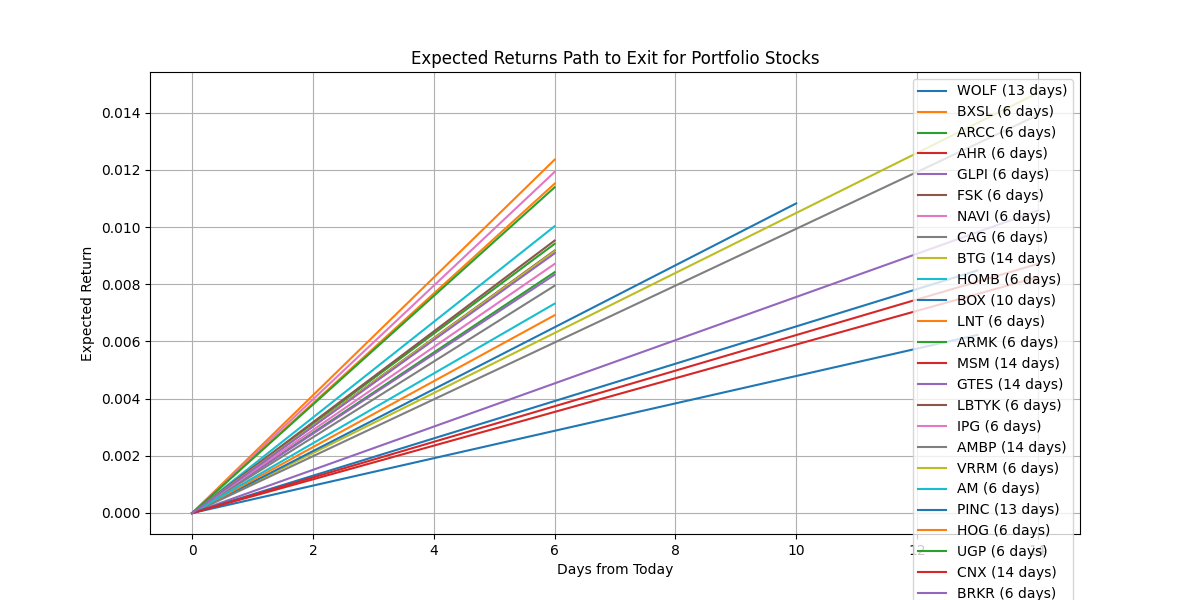 Expected Returns Path to Exit for Portfolio Stocks
Expected Return
0.014
0.012
0.010
0.008
0.006
0.004
0.002
0.000
0
2
4
6
8
10
12
Days from Today
WOLF (13 days)
BXSL (6 days)
ARCC (6 days)
AHR (6 days)
GLPI (6 days)
FSK (6 days)
NAVI (6 days)
CAG (6 days)
BTG (14 days)
HOMB (6 days)
BOX (10 days)
LNT (6 days)
ARMK (6 days)
MSM (14 days)
GTES (14 days)
LBTYK (6 days)
IPG (6 days)
AMBP (14 days)
VRRM (6 days)
AM (6 days)
PINC (13 days)
HOG (6 days)
UGP (6 days)
CNX (14 days)
BRKR (6 days)